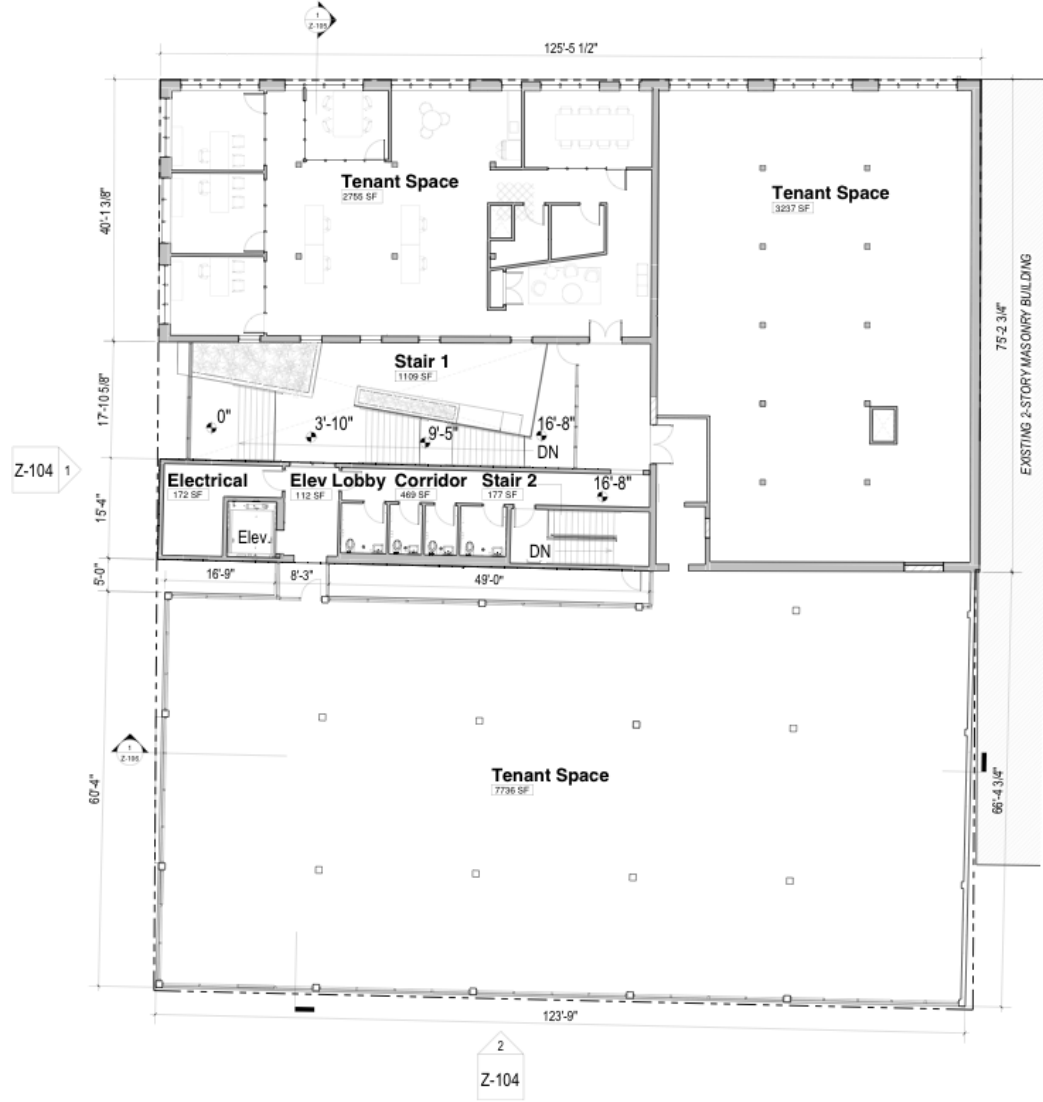 1
Z-105
125'-5 1/2"
40'-1 3/8"
Tenant Space
2755 SF
Tenant Space
3237 SF
EXISTING 2-STORY MASONRY BUILDING
75'-2 3/4"
17'-10 5/8"
Stair 1
1109 SF
0"
3'-10"
9'-5"
16'-8"
DN
Z-104
1
Electrical
172 SF
Elev Lobby
112 SF
Corridor
469 SF
Stair 2
177 SF
16'-8"
15'-4"
Elev.
DN
5'-0"
16'-9"
8'-3"
49'-0"
1
Z-105
Tenant Space
7736 SF
60'-4"
66'-4 3/4"
123'-9"
2
Z-104